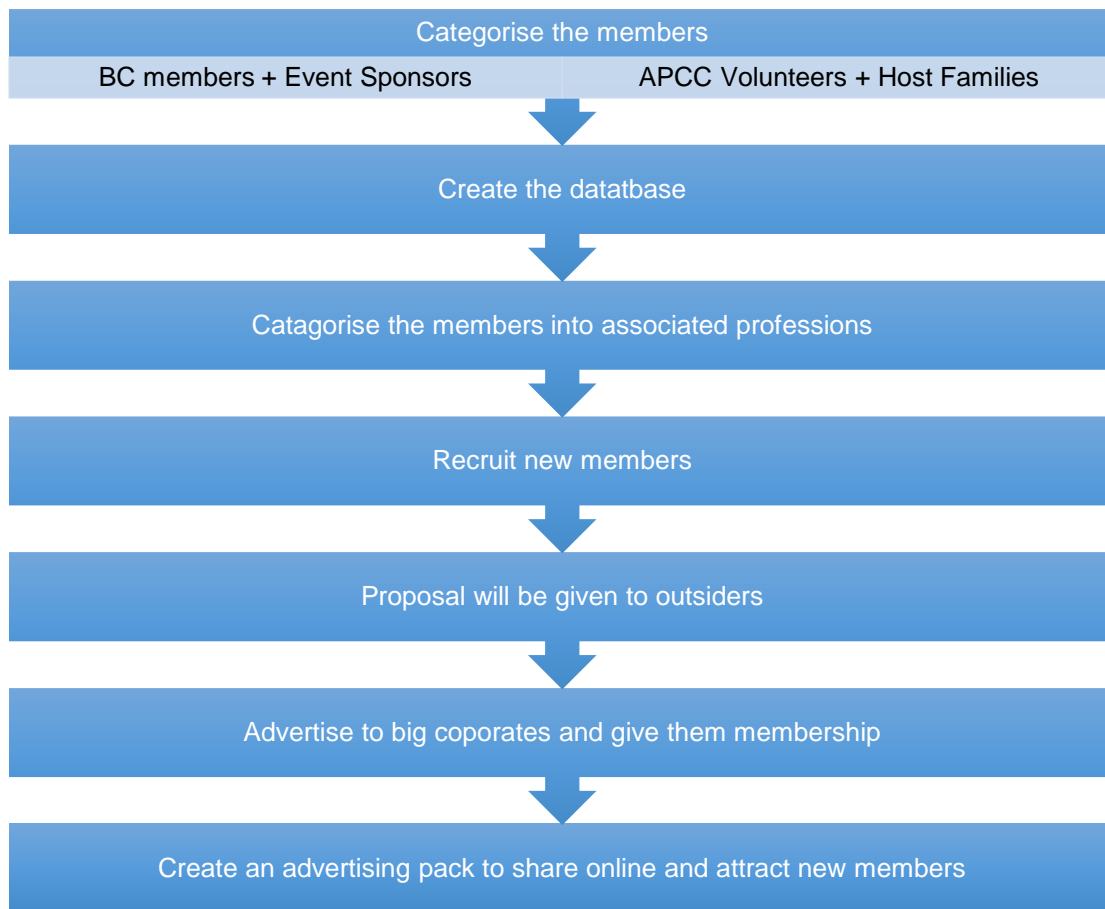 Categorise the members
BC members + Event Sponsors
APCC Volunteers + Host Families
Create the datatbase
Catagorise the members into associated professions
Recruit new members
Proposal will be given to outsiders
Advertise to big coporates and give them membership
Create an advertising pack to share online and attract new members